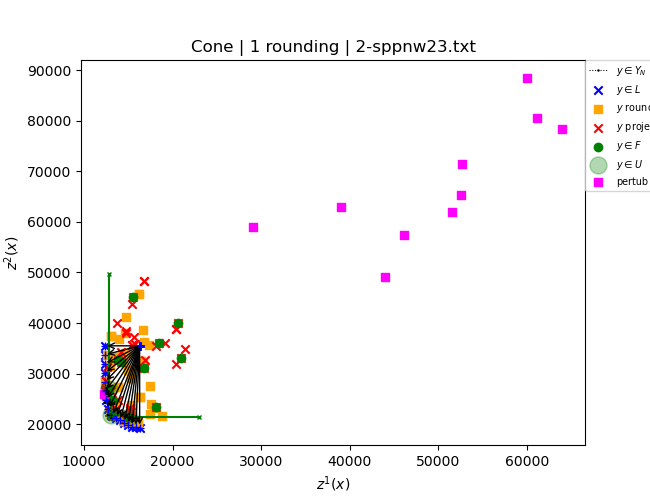 Cone | 1 rounding | 2-sppnw23.txt
90000
80000
70000
60000
50000
40000
30000
20000
z²(x)
10000 20000 30000 40000 50000 60000
z¹(x)
y ∈ Y_N
y ∈ L
y roun
y proje
y ∈ F
y ∈ U
pertub